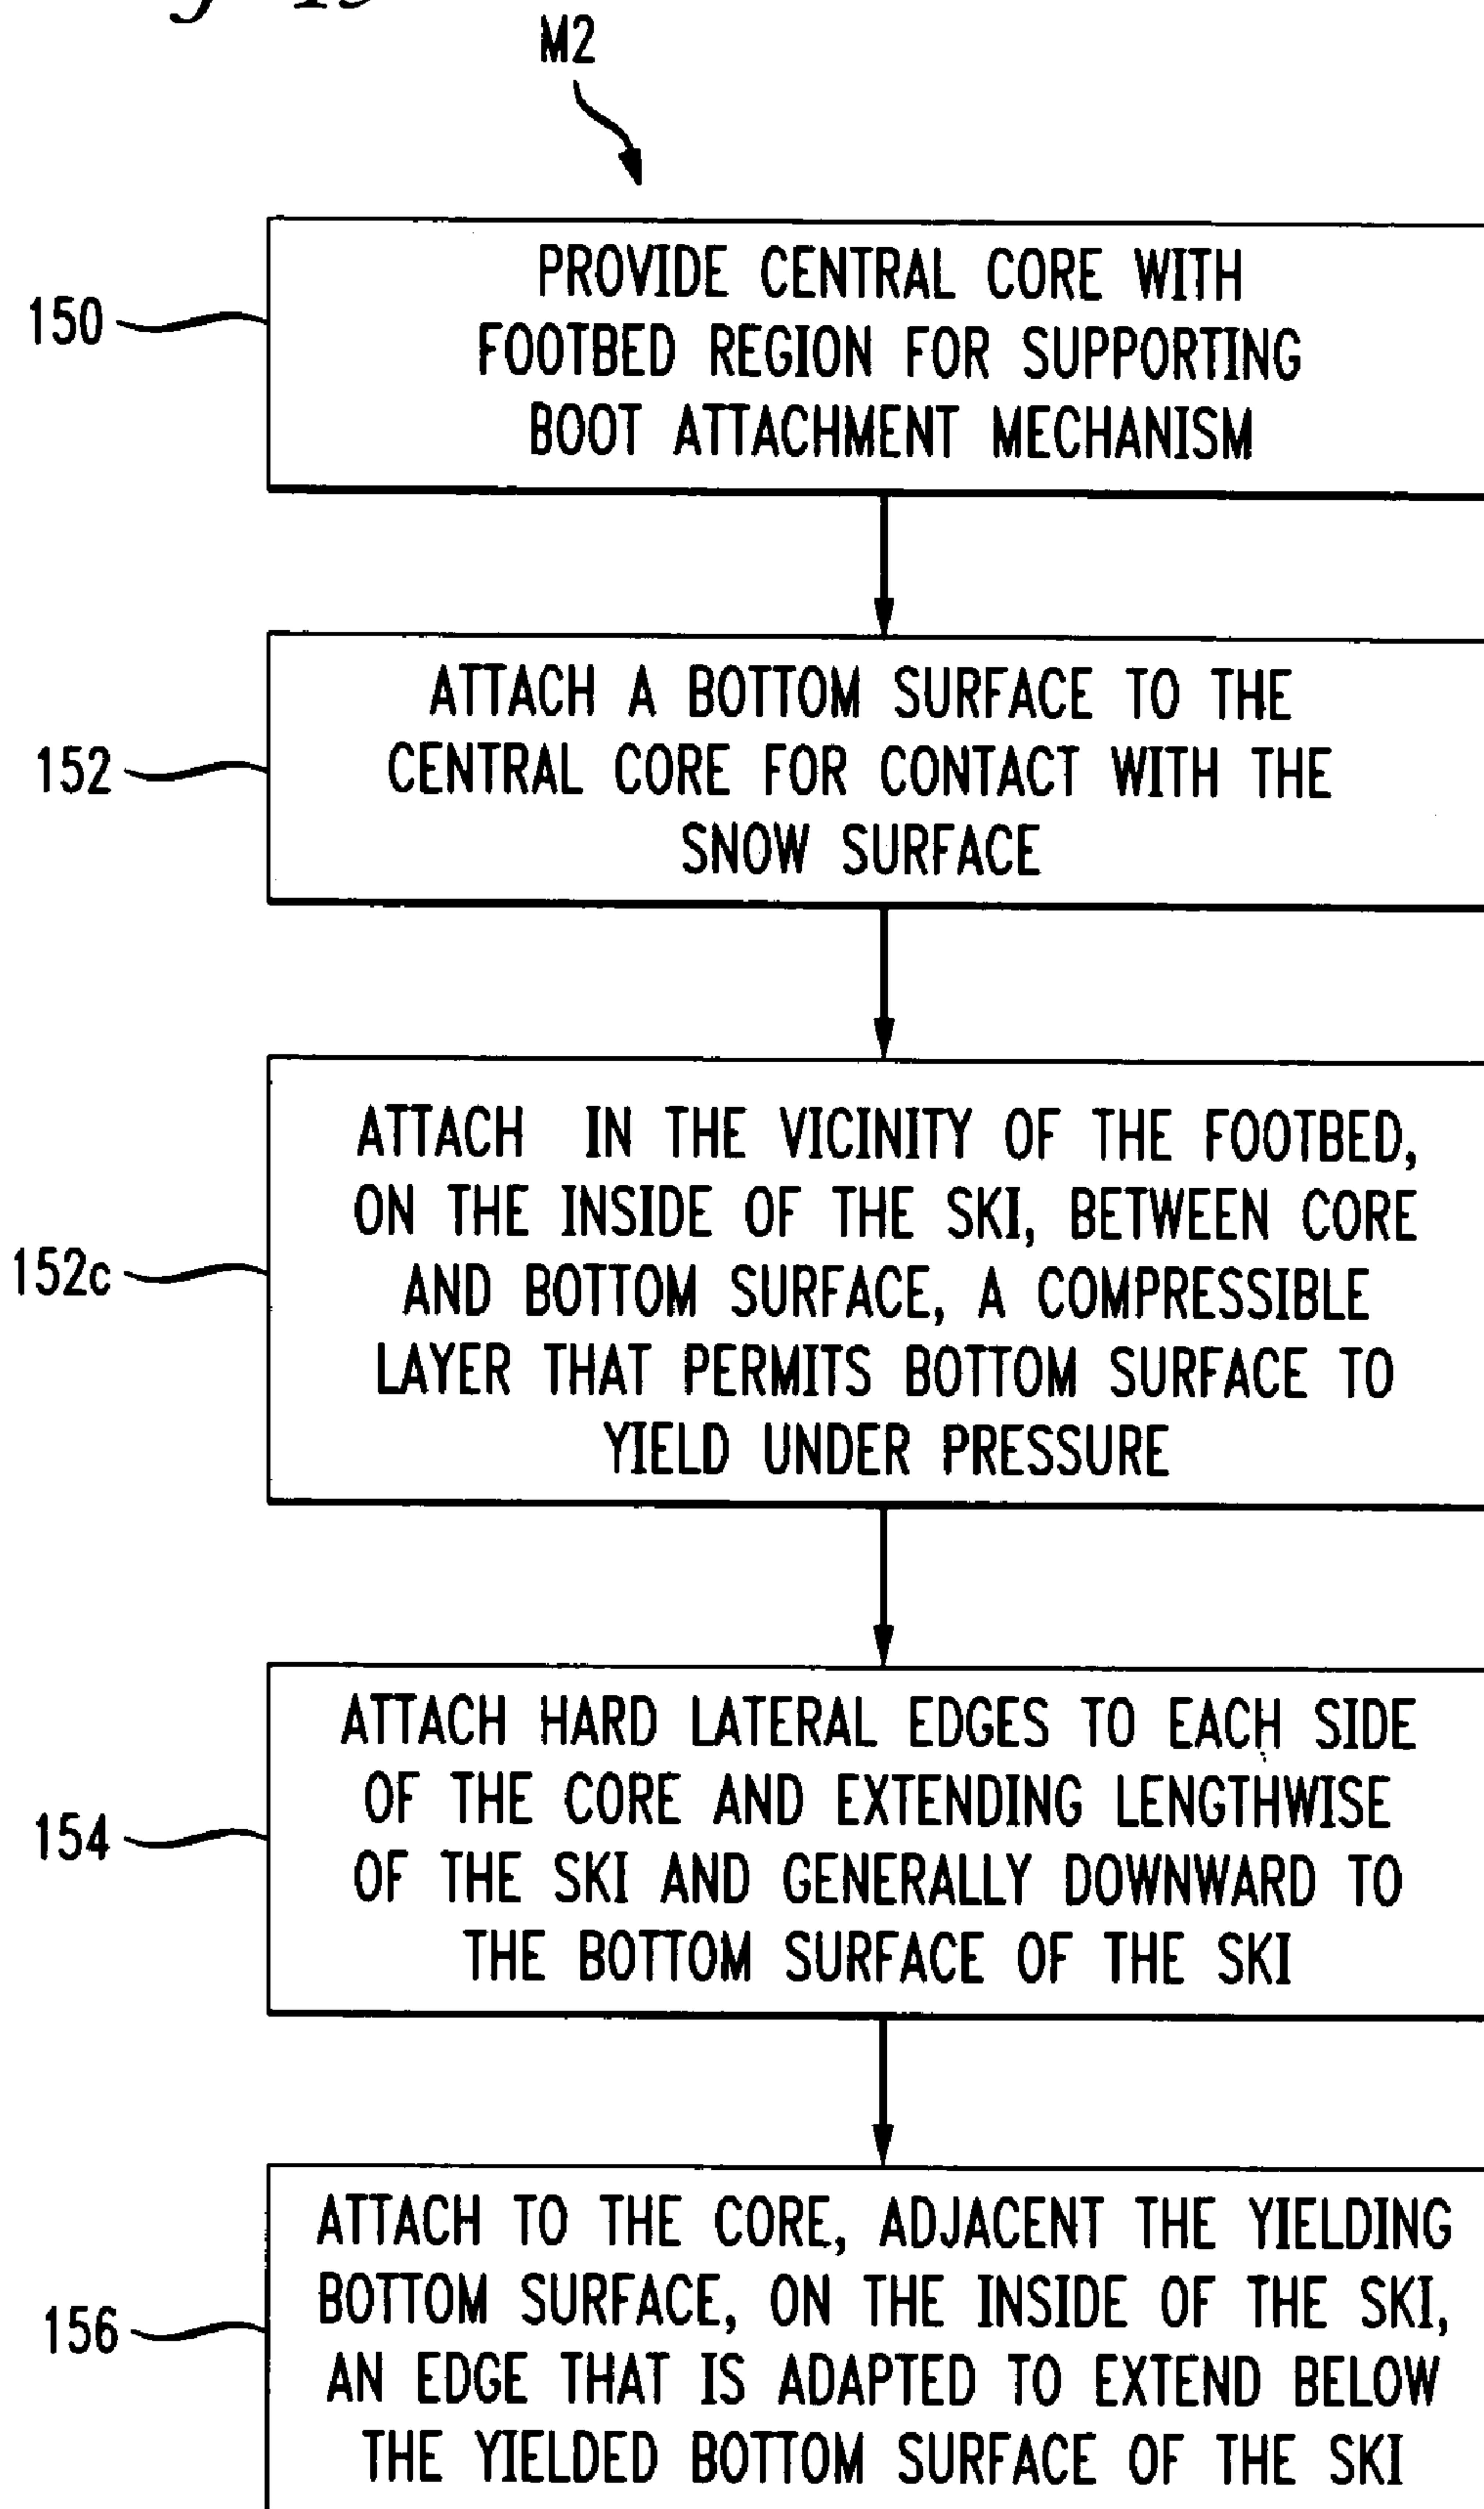 M2
150
PROVIDE CENTRAL CORE WITH
FOOTBED REGION FOR SUPPORTING
BOOT ATTACHMENT MECHANISM
152
ATTACH A BOTTOM SURFACE TO THE
CENTRAL CORE FOR CONTACT WITH THE
SNOW SURFACE
152c
ATTACH IN THE VICINITY OF THE FOOTBED,
ON THE INSIDE OF THE SKI, BETWEEN CORE
AND BOTTOM SURFACE, A COMPRESSIBLE
LAYER THAT PERMITS BOTTOM SURFACE TO
YIELD UNDER PRESSURE
154
ATTACH HARD LATERAL EDGES TO EACH SIDE
OF THE CORE AND EXTENDING LENGTHWISE
OF THE SKI AND GENERALLY DOWNWARD TO
THE BOTTOM SURFACE OF THE SKI
156
ATTACH TO THE CORE, ADJACENT THE YIELDING
BOTTOM SURFACE, ON THE INSIDE OF THE SKI,
AN EDGE THAT IS ADAPTED TO EXTEND BELOW
THE YIELDED BOTTOM SURFACE OF THE SKI